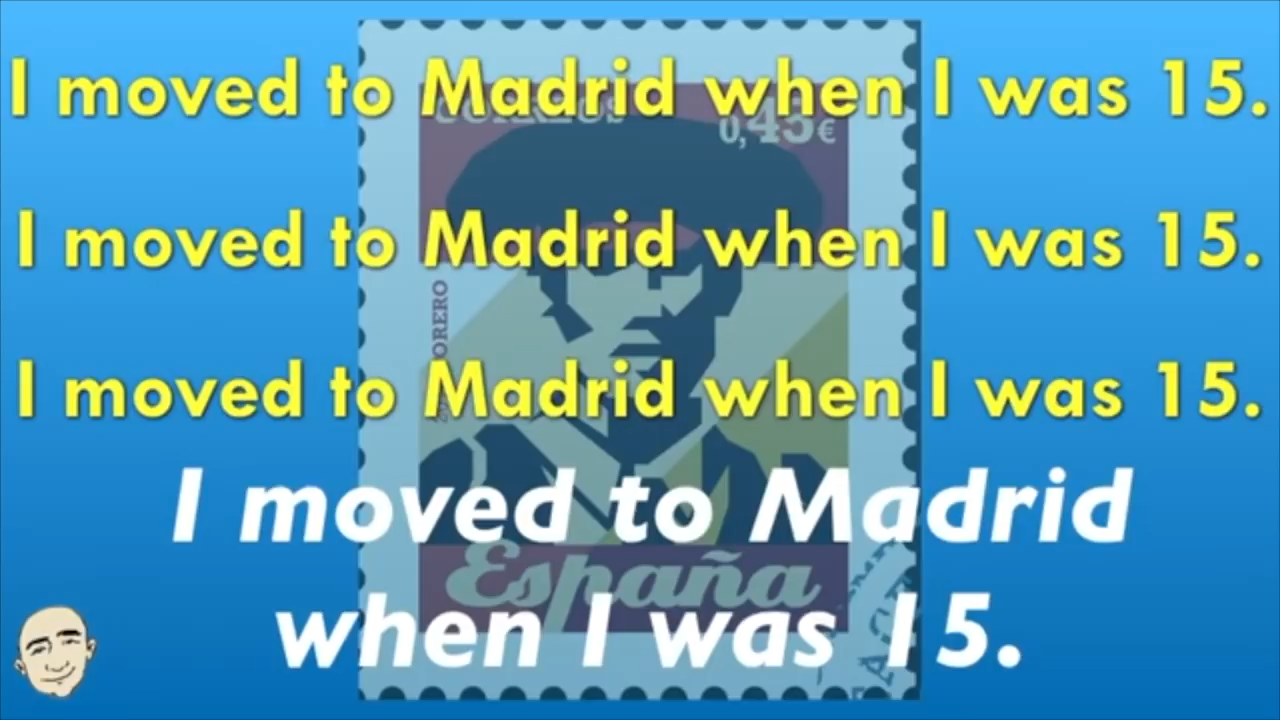 I moved to Madrid when I was 15.
CORREOS
0,45€
I moved to Madrid when I was 15.
I moved to Madrid when I was 15.
I moved to Madrid
España
when I was 15.